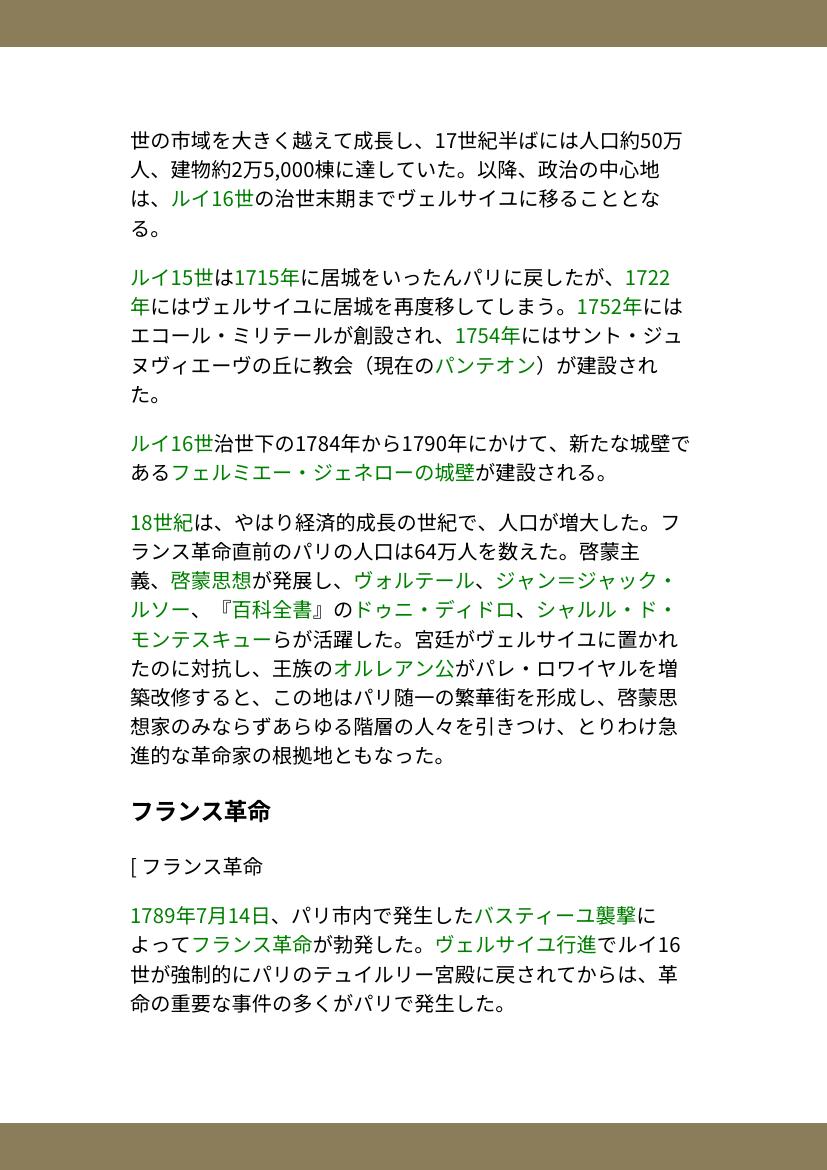 世の市域を大きく越えて成長し、17世紀半ばには人口約50万
人、建物約2万5,000棟に達していた。以降、政治の中心地
は、ルイ16世の治世末期までヴェルサイユに移ることとな
る。
ルイ15世は1715年に居城をいったんパリに戻したが、1722
年にはヴェルサイユに居城を再度移してしまう。1752年には
エコール・ミリテールが創設され、1754年にはサント・ジュ
ヌヴィエーヴの丘に教会（現在のパンテオン）が建設され
た。
ルイ16世治世下の1784年から1790年にかけて、新たな城壁で
あるフェルミエー・ジェネローの城壁が建設される。
18世紀は、やはり経済的成長の世紀で、人口が増大した。フ
ランス革命直前のパリの人口は64万人を数えた。啓蒙主
義、啓蒙思想が発展し、ヴォルテール、ジャン＝ジャック・
ルソー、『百科全書』のドゥニ・ディドロ、シャルル・ド・
モンテスキューらが活躍した。宮廷がヴェルサイユに置かれ
たのに対抗し、王族のオルレアン公がパレ・ロワイヤルを増
築改修すると、この地はパリ随一の繁華街を形成し、啓蒙思
想家のみならずあらゆる階層の人々を引きつけ、とりわけ急
進的な革命家の根拠地ともなった。
フランス革命
[ フランス革命
1789年7月14日、パリ市内で発生したバスティーユ襲撃に
よってフランス革命が勃発した。ヴェルサイユ行進でルイ16
世が強制的にパリのテュイルリー宮殿に戻されてからは、革
命の重要な事件の多くがパリで発生した。